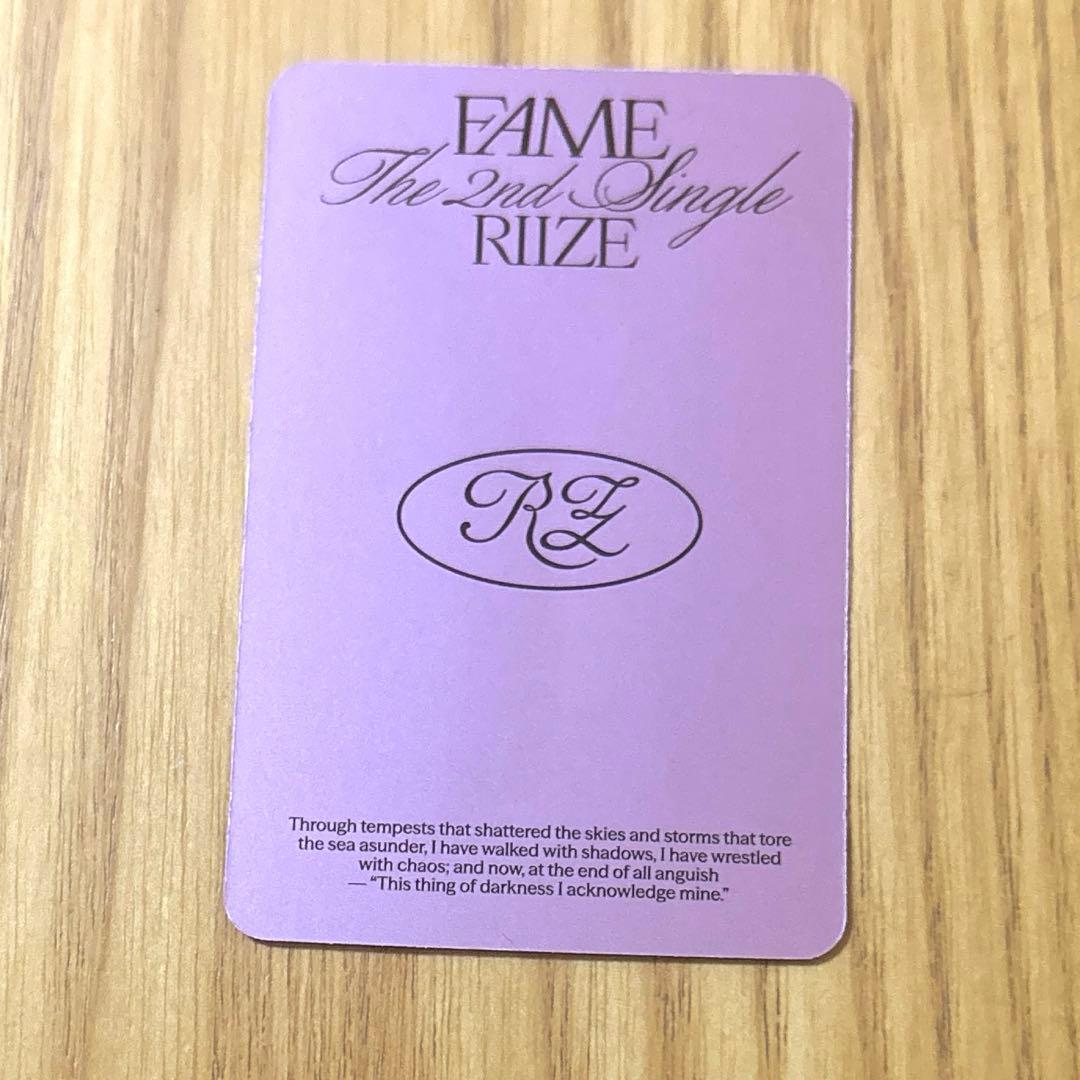 FAME
The 2nd Single
RIIZE
RZ
Through tempests that shattered the skies and storms that tore
the sea asunder, I have walked with shadows, I have wrestled
with chaos; and now, at the end of all anguish
— “This thing of darkness I acknowledge mine.”